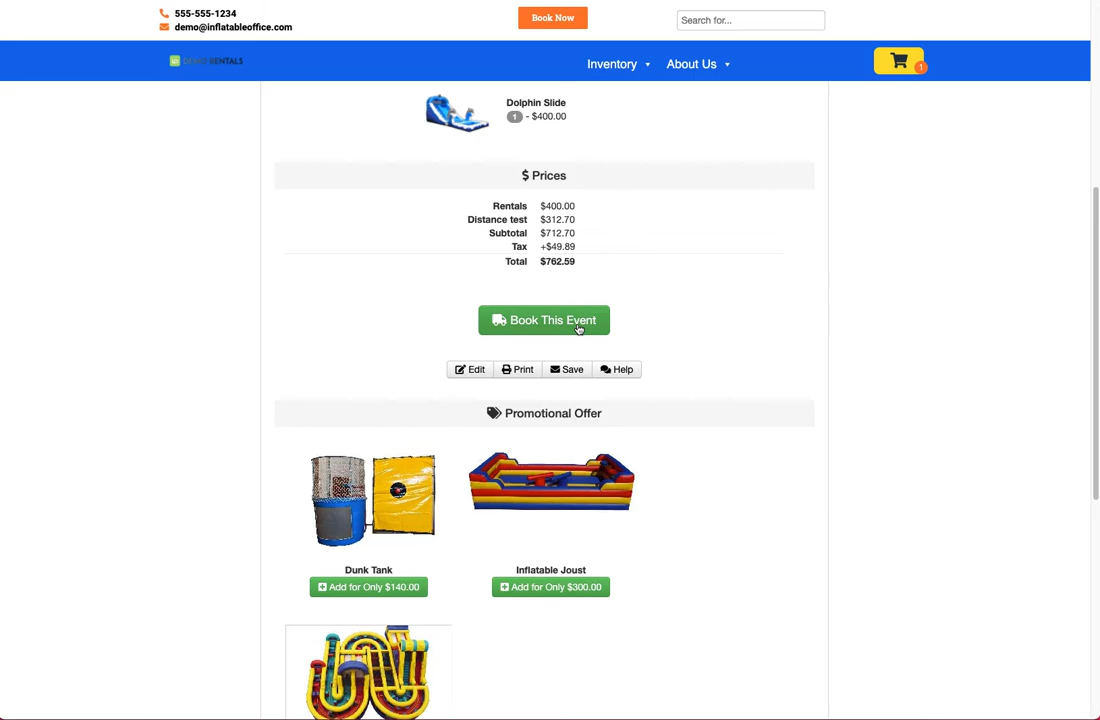 555-555-1234
demo@inflatableoffice.com
Book Now
Search for...
DEMO RENTALS
Inventory
About Us
1
Dolphin Slide
1 - $400.00
$ Prices
Rentals $400.00
Distance test $312.70
Subtotal $712.70
Tax +$49.89
Total $762.59
Book This Event
Edit Print Save Help
Promotional Offer
Dunk Tank Inflatable Joust
Add for Only $140.00 Add for Only $300.00